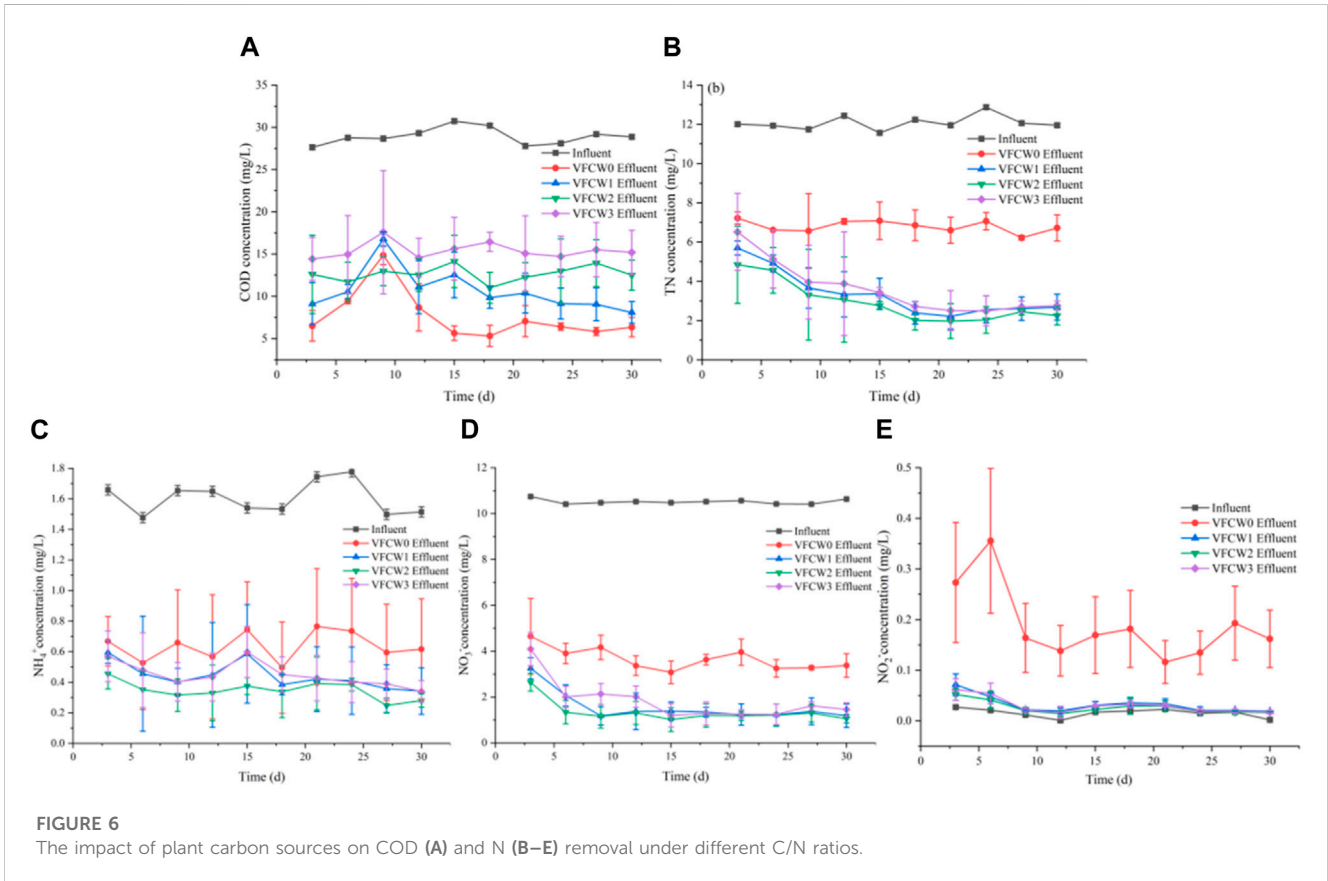 A
35
30
25
20
15
10
5
COD concentration (mg/L)
Influent
VFCW0 Effluent
VFCW1 Effluent
VFCW2 Effluent
VFCW3 Effluent
0 5 10 15 20 25 30
Time (d)
B
(b)
14
12
10
8
6
4
2
0
TN concentration (mg/L)
Influent
VFCW0 Effluent
VFCW1 Effluent
VFCW2 Effluent
VFCW3 Effluent
0 5 10 15 20 25 30
Time (d)
C
1.8
1.6
1.4
1.2
1.0
0.8
0.6
0.4
0.2
0.0
NH₄⁺concentration (mg/L)
Influent
VFCW0 Effluent
VFCW1 Effluent
VFCW2 Effluent
VFCW3 Effluent
0 5 10 15 20 25 30
Time (d)
D
12
10
8
6
4
2
0
NO₃⁻concentration (mg/L)
Influent
VFCW0 Effluent
VFCW1 Effluent
VFCW2 Effluent
VFCW3 Effluent
0 5 10 15 20 25 30
Time (d)
E
0.5
0.4
0.3
0.2
0.1
0.0
NO₂⁻concentration (mg/L)
Influent
VFCW0 Effluent
VFCW1 Effluent
VFCW2 Effluent
VFCW3 Effluent
0 5 10 15 20 25 30
Time (d)
FIGURE 6
The impact of plant carbon sources on COD (A) and N (B–E) removal under different C/N ratios.